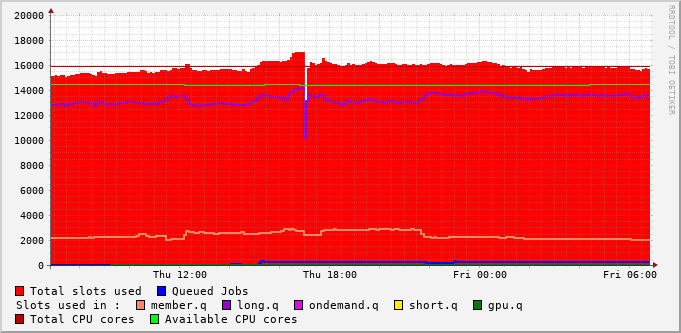 RRDTOOL / TOBI OETIKER
20000
18000
16000
14000
12000
10000
8000
6000
4000
2000
0
Thu 12:00 Thu 18:00 Fri 00:00 Fri 06:00
Total slots used Queued Jobs
Slots used in : member.q long.q ondemand.q short.q gpu.q
Total CPU cores Available CPU cores